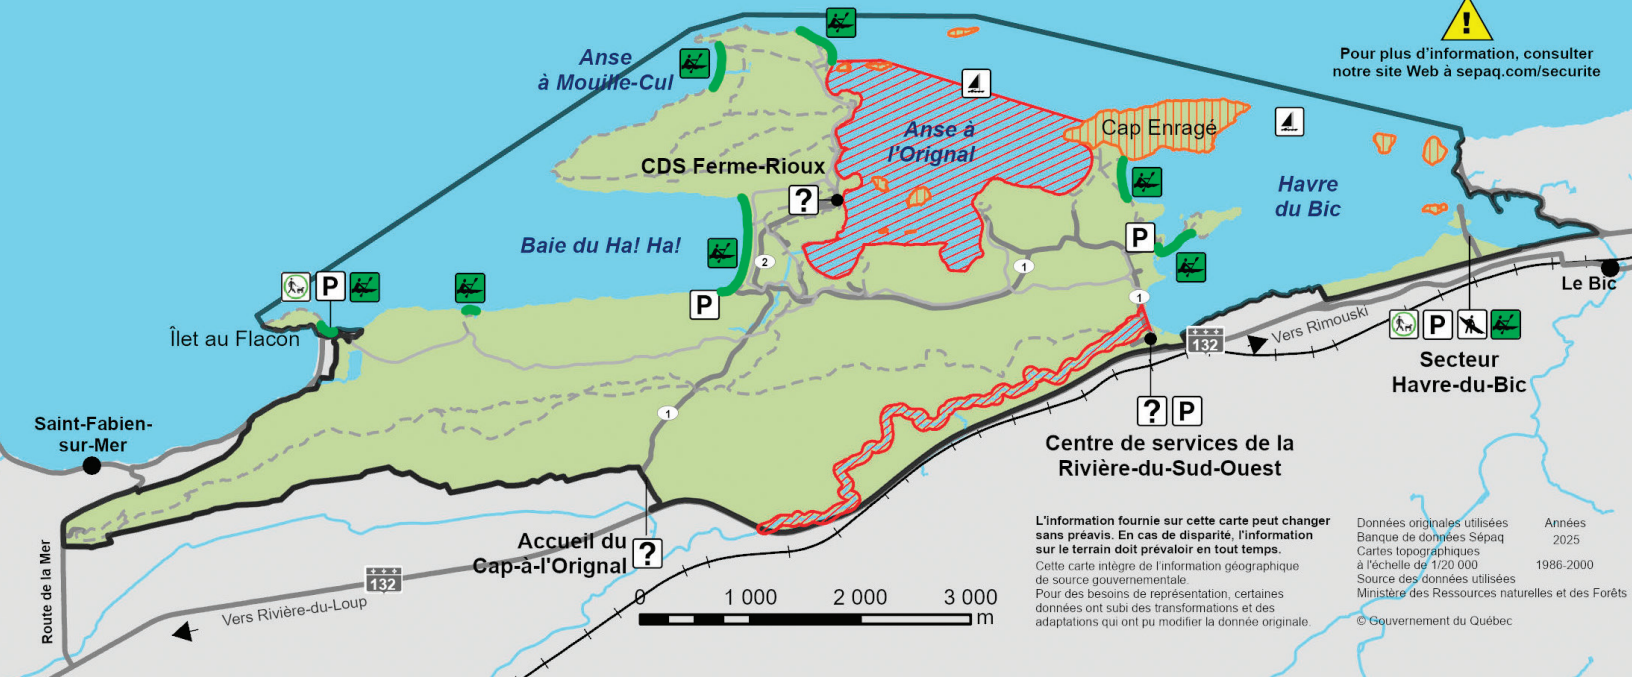 !
Pour plus d'information, consulter
notre site Web à sepaq.com/securite
Anse
à Mouille-Cul
Anse à
l'Orignal
Cap Enragé
CDS Ferme-Rioux
?
Havre
du Bic
Baie du Ha! Ha!
P
2
1
P
1
P
Le Bic
Îlet au Flacon
132
Vers Rimouski
P
Secteur
Havre-du-Bic
1
? P
Centre de services de la
Rivière-du-Sud-Ouest
Saint-Fabien-
sur-Mer
Accueil du
Cap-à-l'Orignal
?
132
Vers Rivière-du-Loup
Route de la Mer
0 1 000 2 000 3 000
m
L'information fournie sur cette carte peut changer
sans préavis. En cas de disparité, l'information
sur le terrain doit prévaloir en tout temps.
Cette carte intègre de l'information géographique
de source gouvernementale.
Pour des besoins de représentation, certaines
données ont subi des transformations et des
adaptations qui ont pu modifier la donnée originale.
Données originales utilisées Années
Banque de données Sépaq 2025
Cartes topographiques
à l'échelle de 1/20 000 1986-2000
Source des données utilisées
Ministère des Ressources naturelles et des Forêts
© Gouvernement du Québec